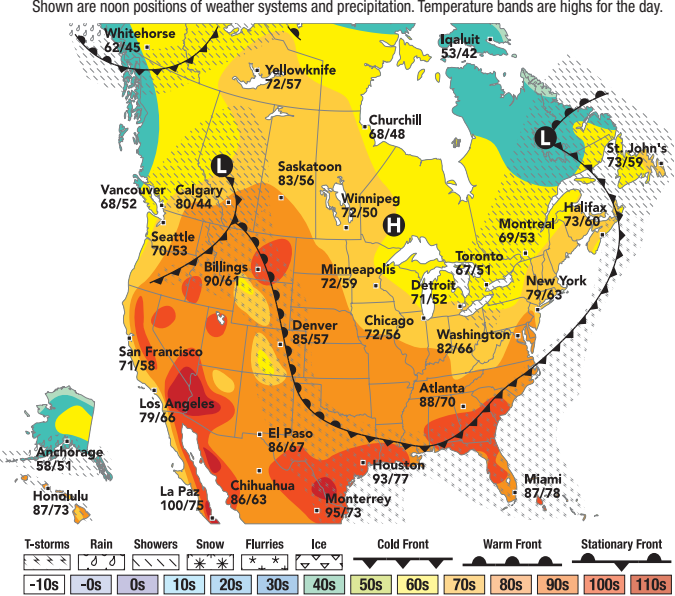 Shown are noon positions of weather systems and precipitation. Temperature bands are highs for the day.
Whitehorse
62/45
Iqaluit
53/42
Yellowknife
72/57
Churchill
68/48
L
L
St. John's
73/59
Saskatoon
83/56
Vancouver
68/52
Calgary
80/44
Winnipeg
72/50
H
Halifax
73/60
Montreal
69/53
Seattle
70/53
Toronto
67/51
Billings
90/61
Minneapolis
72/59
Detroit
71/52
New York
79/63
Denver
85/57
Chicago
72/56
Washington
82/66
San Francisco
71/58
Atlanta
88/70
Los Angeles
79/66
El Paso
86/67
Anchorage
58/51
Houston
93/77
Honolulu
87/73
La Paz
100/75
Chihuahua
86/63
Monterrey
95/73
Miami
87/78
T-storms Rain Showers Snow Flurries Ice Cold Front Warm Front Stationary Front
-10s -0s 0s 10s 20s 30s 40s 50s 60s 70s 80s 90s 100s 110s